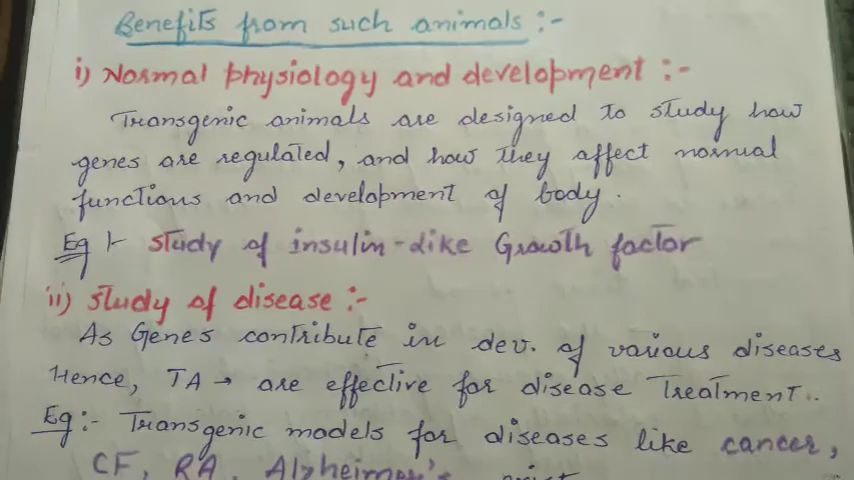 Benefits from such animals :-
i) Normal physiology and development :-
Transgenic animals are designed to study how
genes are regulated, and how they affect normal
functions and development of body.
Eg :- Study of insulin-like Growth factor
ii) Study of disease :-
As Genes contribute in dev. of various diseases
Hence, TA → are effective for disease Treatment..
Eg:- Transgenic models for diseases like cancer,
CF, RA, Alzheimer's exist